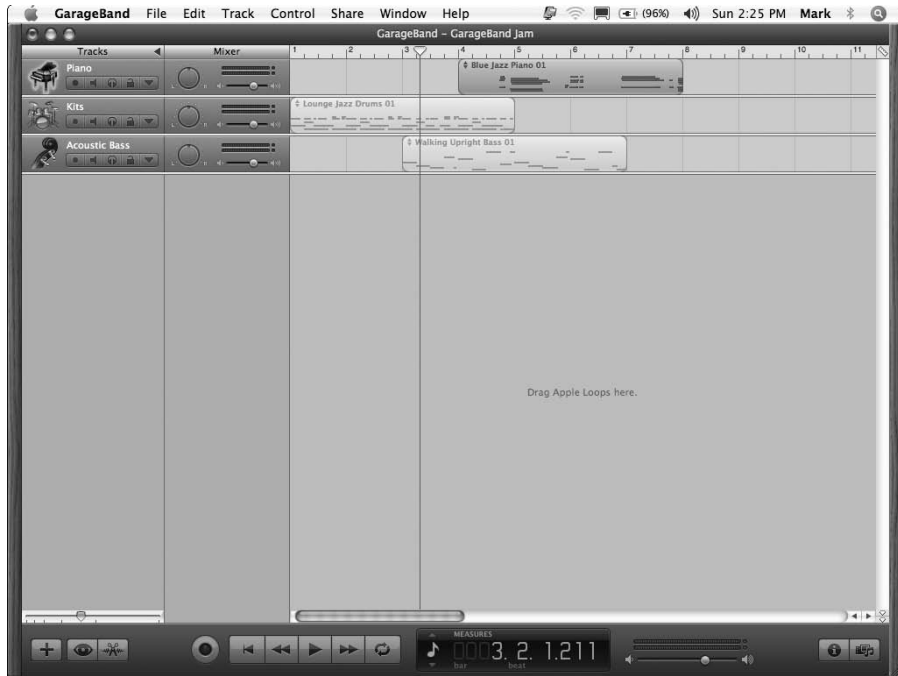 GarageBand File Edit Track Control Share Window Help (96%) Sun 2:25 PM Mark
GarageBand – GarageBand Jam
Tracks Mixer 1 2 3 4 5 6 7 8 9 10 11
Piano
Blue Jazz Piano 01
Kits
Lounge Jazz Drums 01
Acoustic Bass
Walking Upright Bass 01
Drag Apple Loops here.
MEASURES
0003. 2. 1.211
bar beat